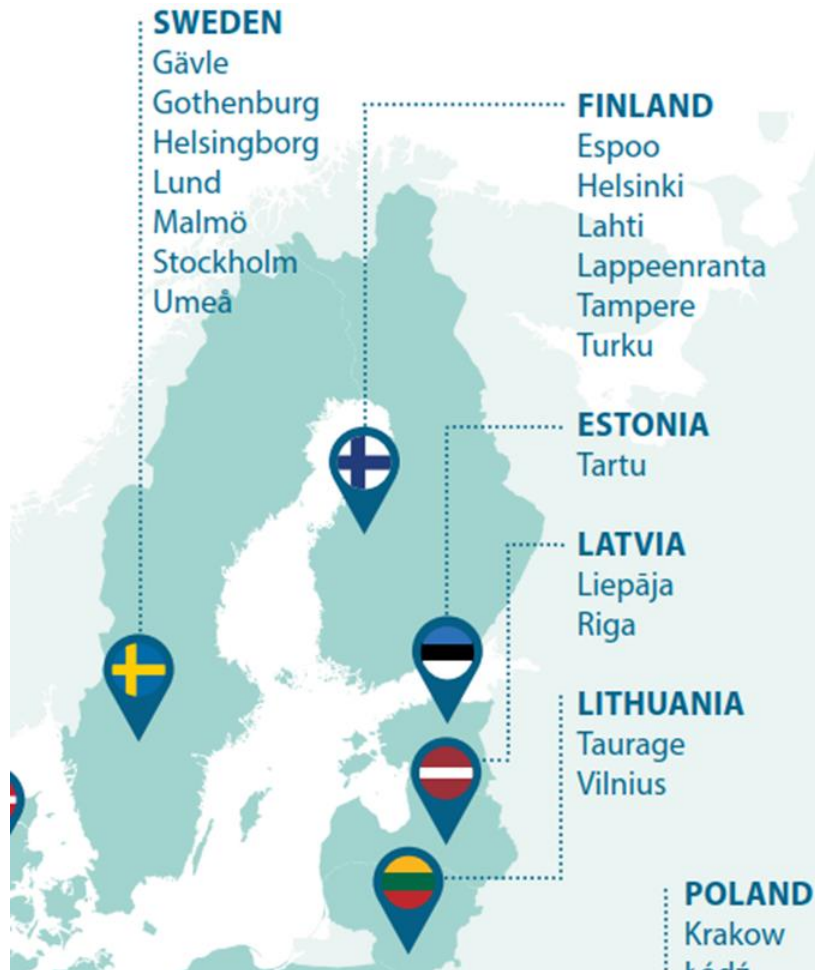 SWEDEN
Gävle
Gothenburg
Helsingborg
Lund
Malmö
Stockholm
Umeå
FINLAND
Espoo
Helsinki
Lahti
Lappeenranta
Tampere
Turku
ESTONIA
Tartu
LATVIA
Liepāja
Riga
LITHUANIA
Taurage
Vilnius
POLAND
Krakow